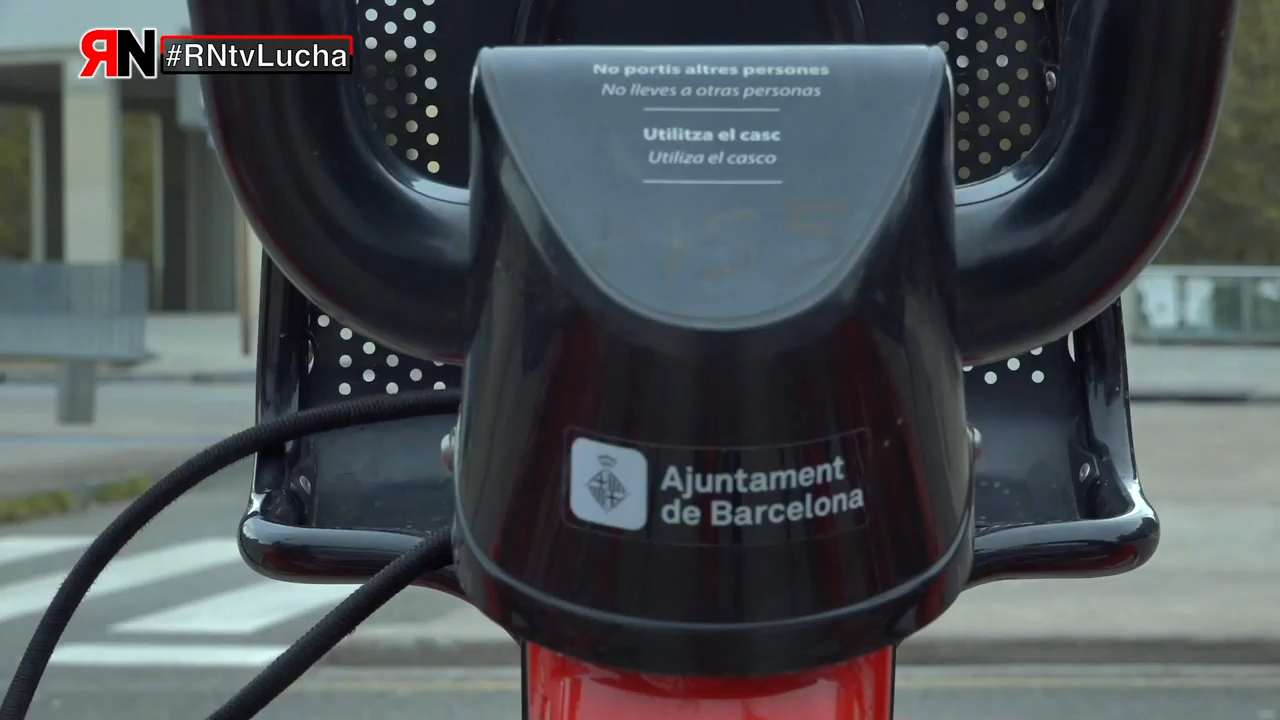 RN #RNtvLucha
No portis altres persones
No lleves a otras personas
Utilitza el casc
Utiliza el casco
Ajuntament
de Barcelona